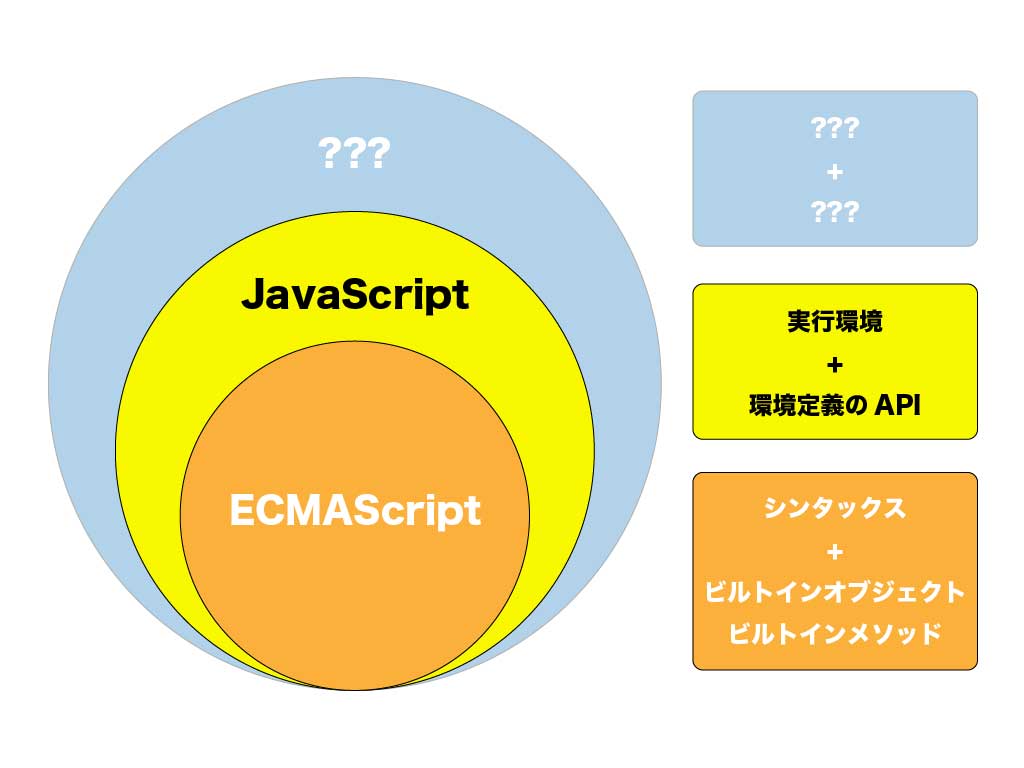 ???
JavaScript
ECMAScript
???
+
???
実行環境
+
環境定義の API
シンタックス
+
ビルトインオブジェクト
ビルトインメソッド